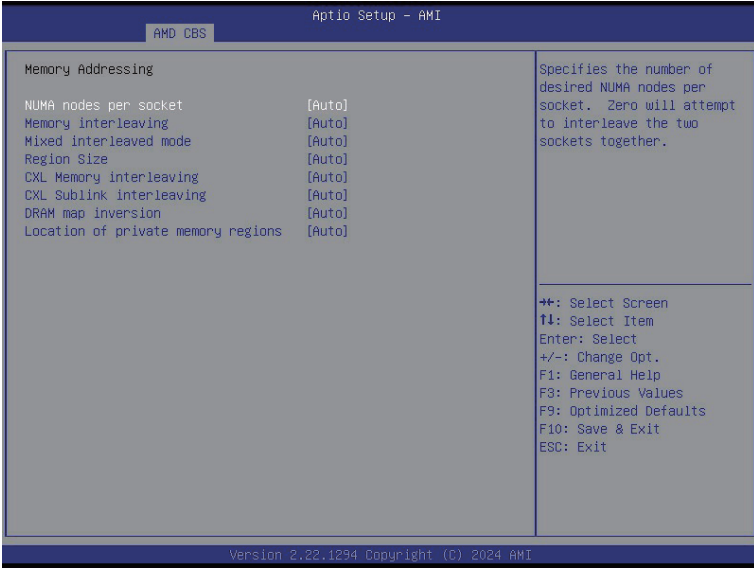 Aptio Setup – AMI
AMD CBS
Memory Addressing
NUMA nodes per socket [Auto]
Memory interleaving [Auto]
Mixed interleaved mode [Auto]
Region Size [Auto]
CXL Memory interleaving [Auto]
CXL Sublink interleaving [Auto]
DRAM map inversion [Auto]
Location of private memory regions [Auto]
Specifies the number of
desired NUMA nodes per
socket. Zero will attempt
to interleave the two
sockets together.
→←: Select Screen
↑↓: Select Item
Enter: Select
+/-: Change Opt.
F1: General Help
F3: Previous Values
F9: Optimized Defaults
F10: Save & Exit
ESC: Exit
Version 2.22.1294 Copyright (C) 2024 AMI